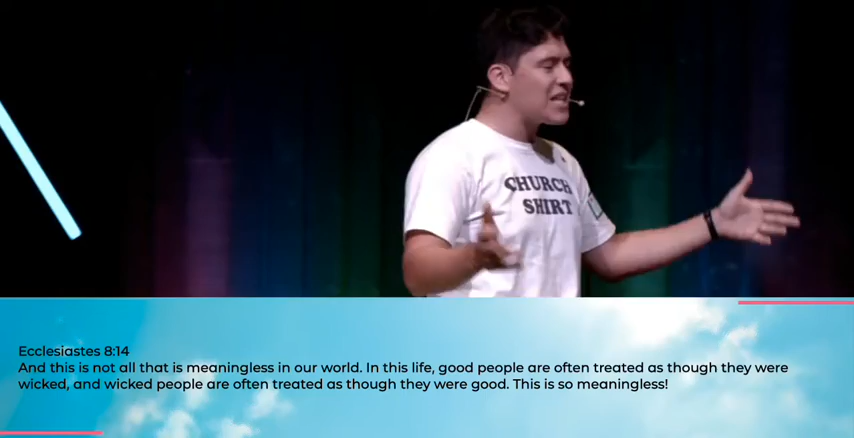 CHURCH
SHIRT
Ecclesiastes 8:14
And this is not all that is meaningless in our world. In this life, good people are often treated as though they were
wicked, and wicked people are often treated as though they were good. This is so meaningless!